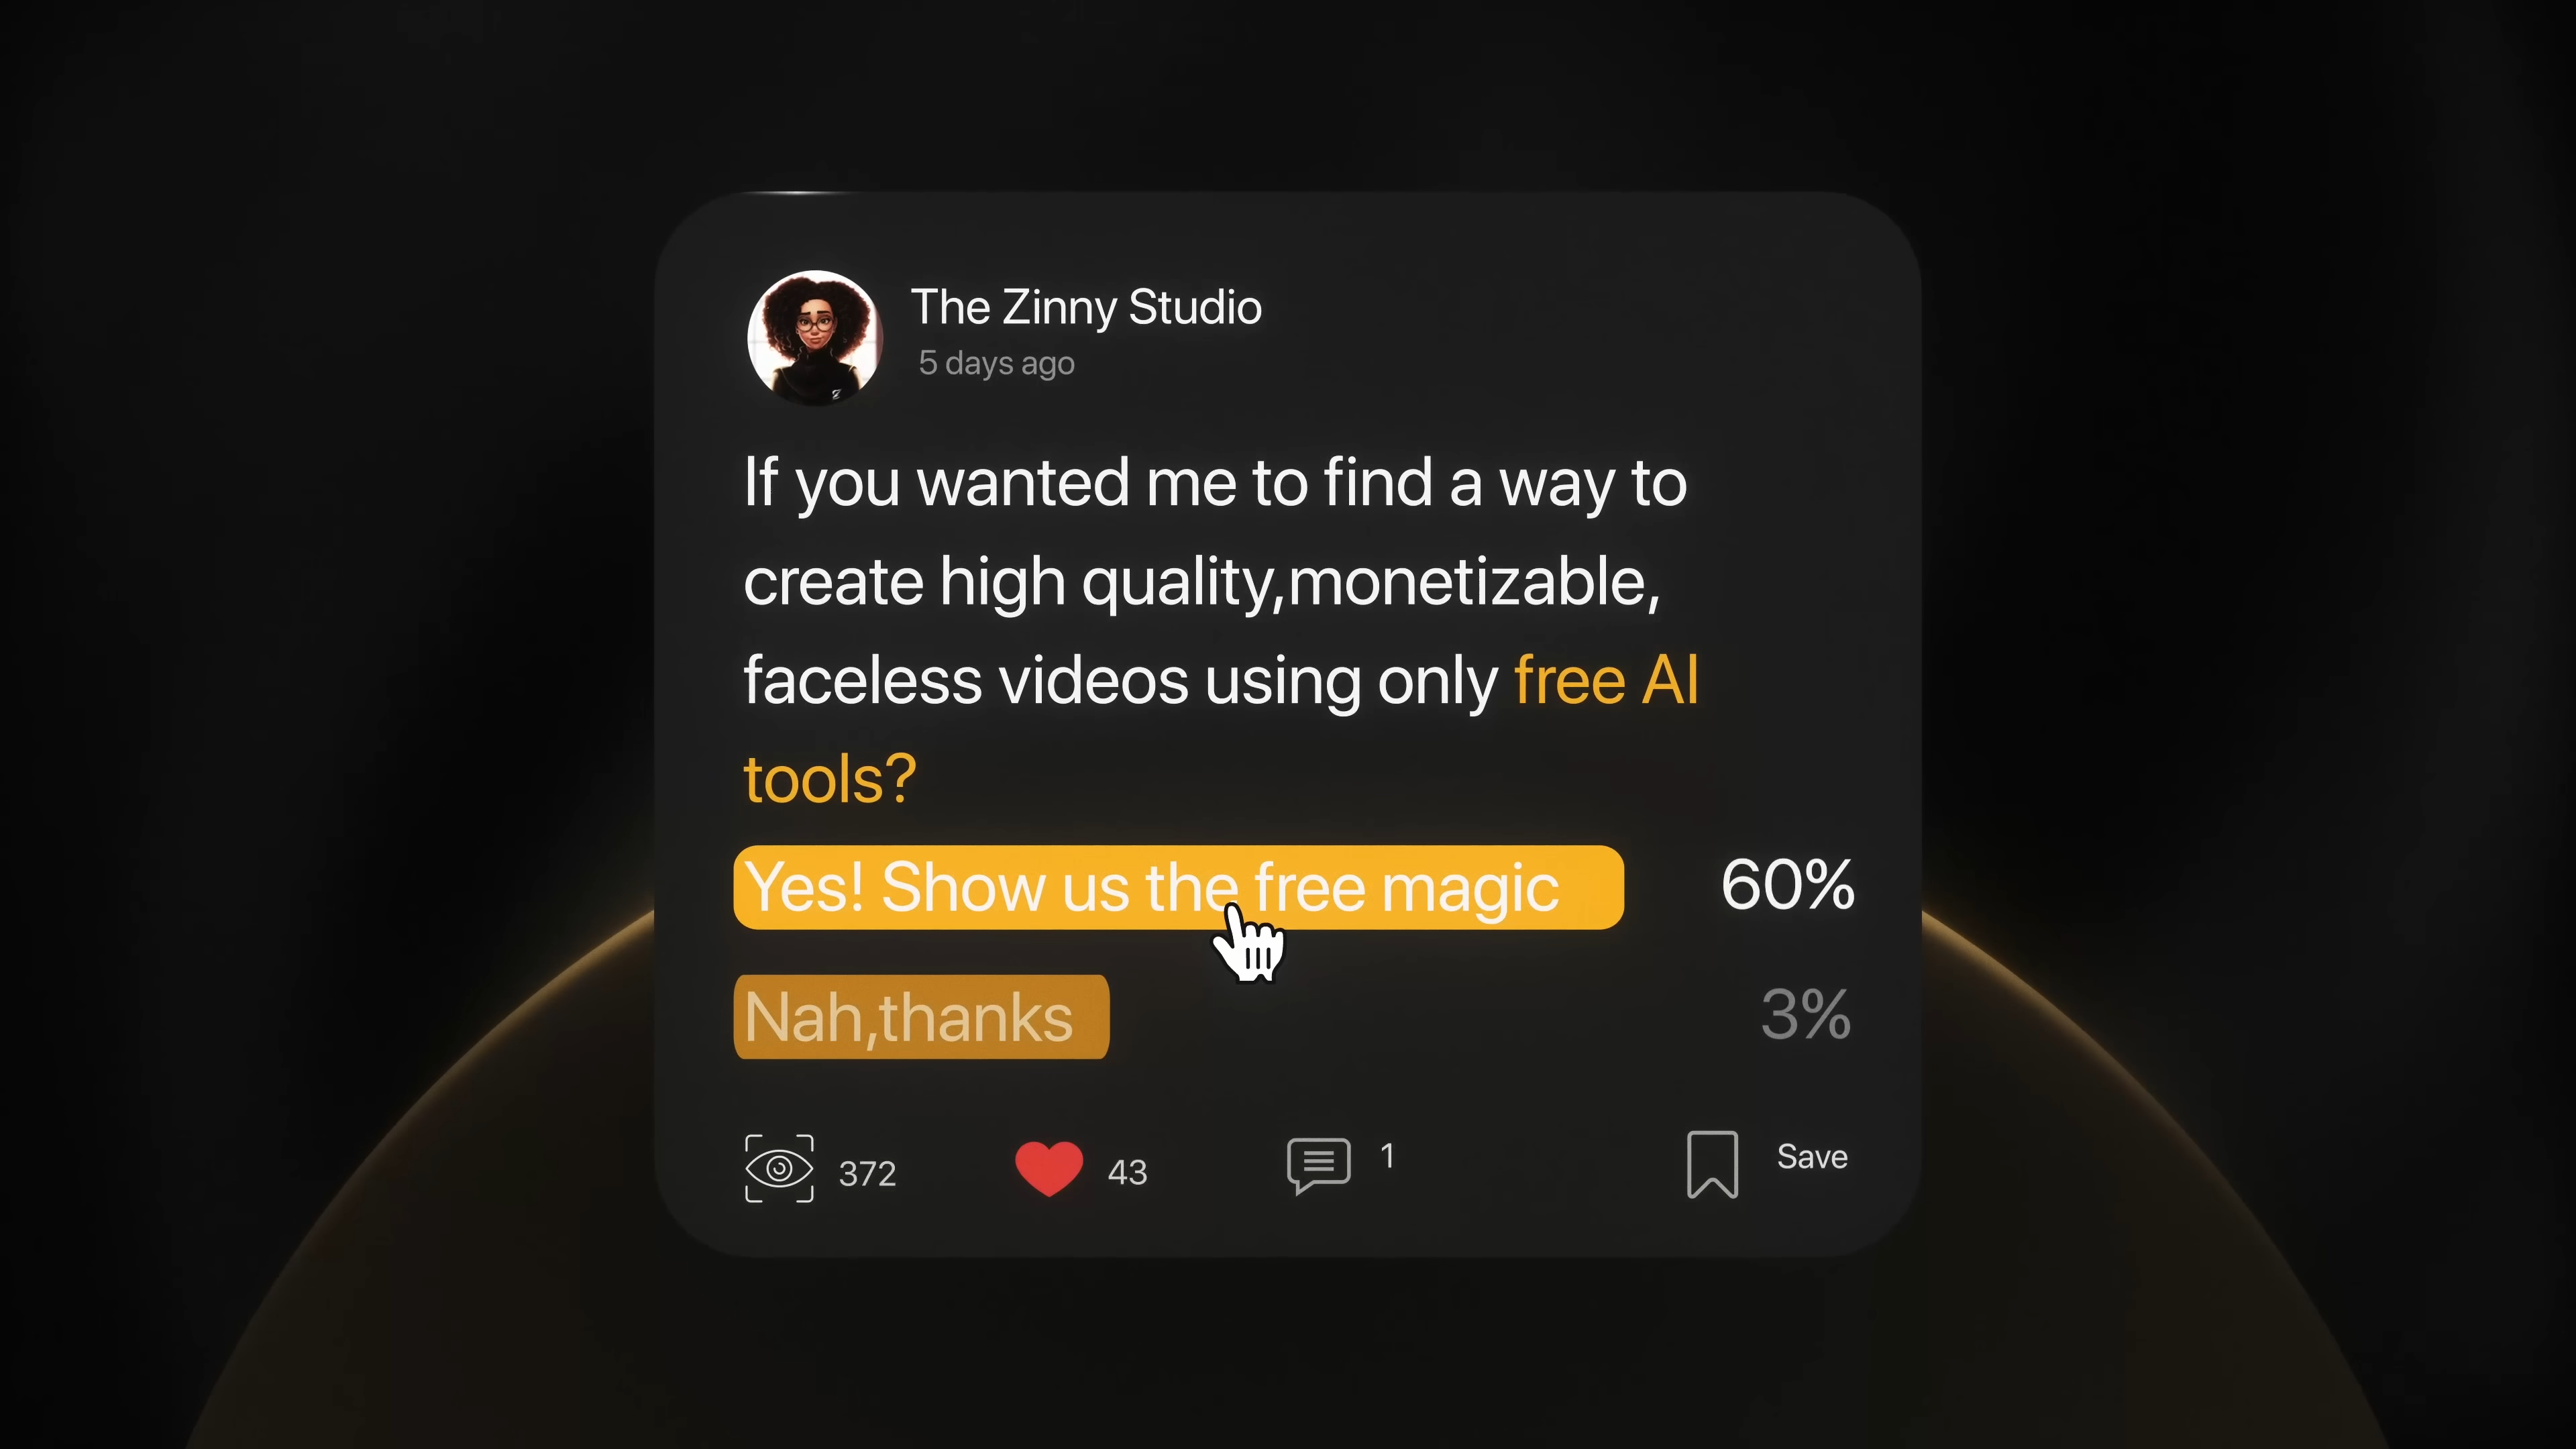 The Zinny Studio
5 days ago
If you wanted me to find a way to
create high quality,monetizable,
faceless videos using only free AI
tools?
Yes! Show us the free magic 60%
Nah,thanks 3%
372 43 1 Save